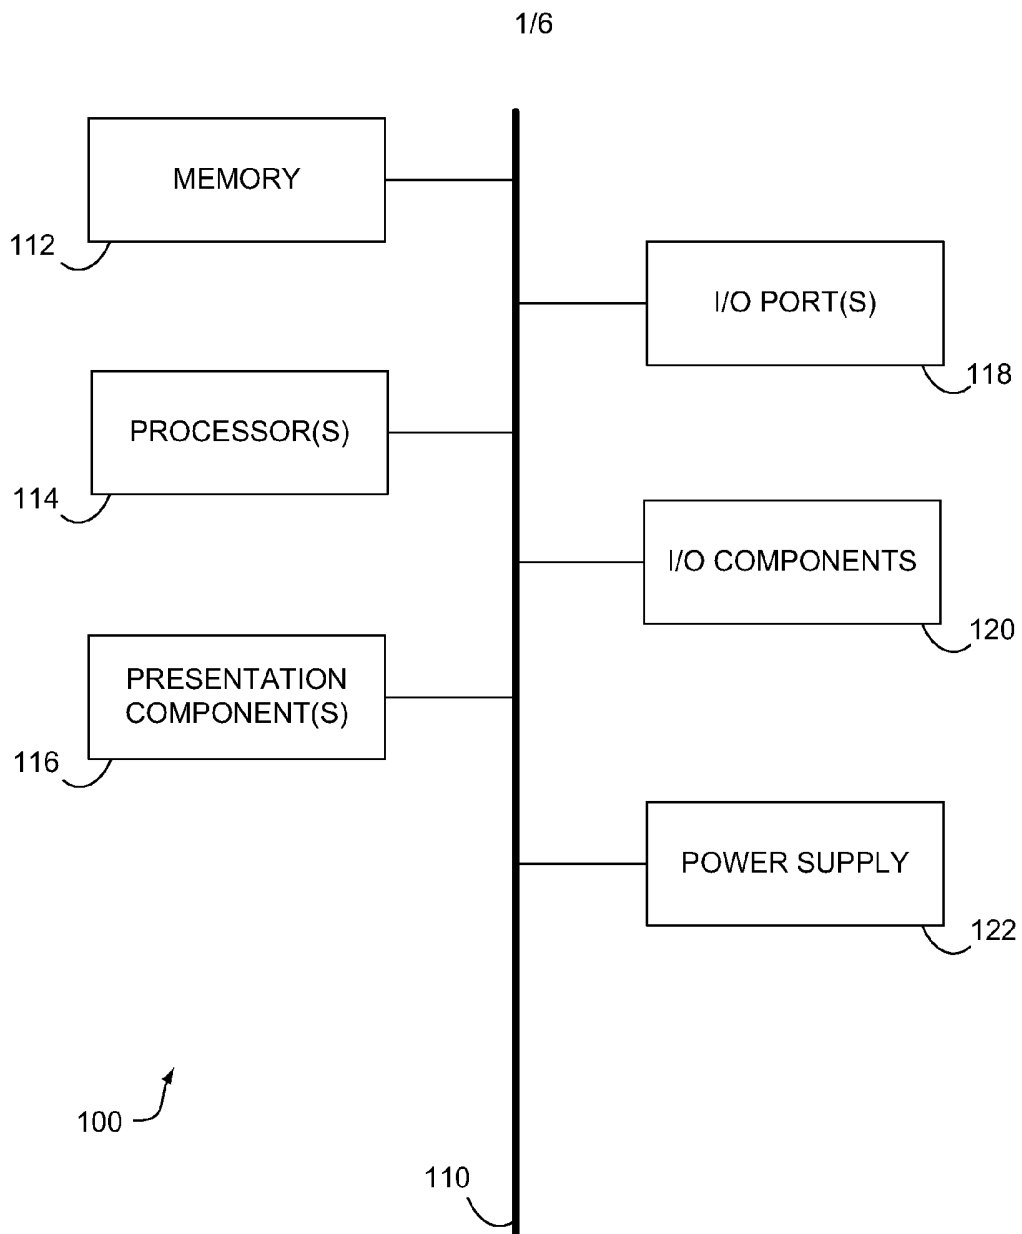 1/6
MEMORY
112
I/O PORT(S)
118
PROCESSOR(S)
114
I/O COMPONENTS
120
PRESENTATION
COMPONENT(S)
116
POWER SUPPLY
122
100
110